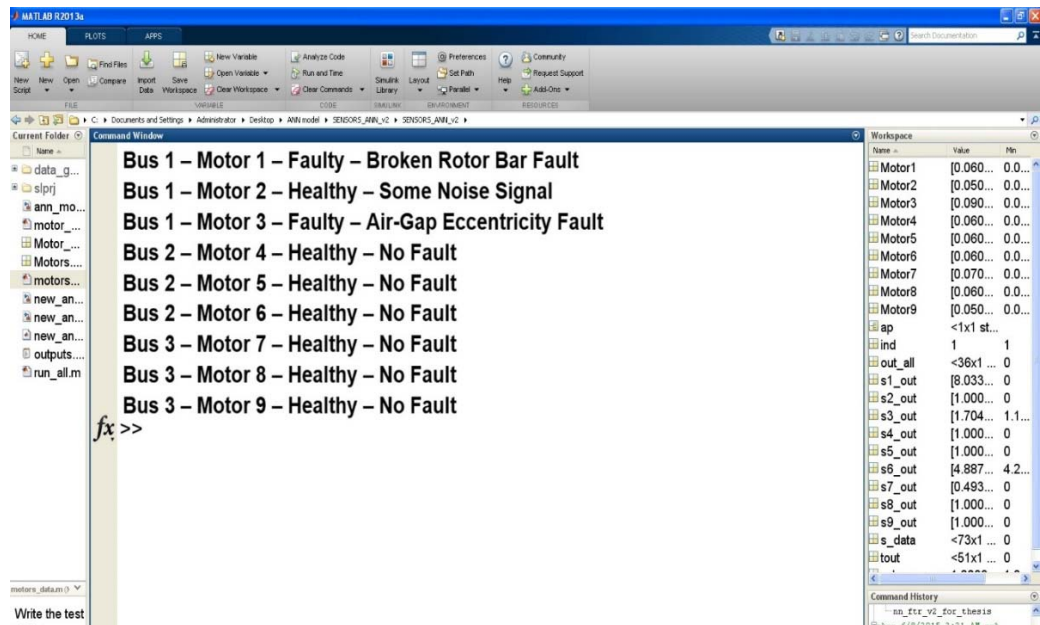 MATLAB R2013a
HOME PLOTS APPS
Search Documentation
New Script
New
Open
Find Files
Compare
Import Data
Save Workspace
New Variable
Open Variable
Clear Workspace
Analyze Code
Run and Time
Clear Commands
Simulink Library
Layout
Preferences
Set Path
Parallel
Help
Community
Request Support
Add-Ons
FILE VARIABLE CODE SIMULINK ENVIRONMENT RESOURCES
C: Documents and Settings Administrator Desktop ANN model SENSORS_ANN_v2 SENSORS_ANN_v2
Current Folder
Name
data_g...
slprj
ann_mo...
motor_...
Motor_...
Motors....
motors...
new_an...
new_an...
new_an...
outputs....
run_all.m
Write the test
Command Window
Bus 1 – Motor 1 – Faulty – Broken Rotor Bar Fault
Bus 1 – Motor 2 – Healthy – Some Noise Signal
Bus 1 – Motor 3 – Faulty – Air-Gap Eccentricity Fault
Bus 2 – Motor 4 – Healthy – No Fault
Bus 2 – Motor 5 – Healthy – No Fault
Bus 2 – Motor 6 – Healthy – No Fault
Bus 3 – Motor 7 – Healthy – No Fault
Bus 3 – Motor 8 – Healthy – No Fault
Bus 3 – Motor 9 – Healthy – No Fault
fx >>
Workspace
Name Value Min
Motor1 [0.060... 0.0...
Motor2 [0.050... 0.0...
Motor3 [0.090... 0.0...
Motor4 [0.060... 0.0...
Motor5 [0.060... 0.0...
Motor6 [0.060... 0.0...
Motor7 [0.070... 0.0...
Motor8 [0.060... 0.0...
Motor9 [0.050... 0.0...
ap <1x1 st...
ind 1 1
out_all <36x1 ... 0
s1_out [8.033... 0
s2_out [1.000... 0
s3_out [1.704... 1.1...
s4_out [1.000... 0
s5_out [1.000... 0
s6_out [4.887... 4.2...
s7_out [0.493... 0
s8_out [1.000... 0
s9_out [1.000... 0
s_data <73x1 ... 0
tout <51x1 ... 0
Command History
nn_ftr_v2_for_thesis